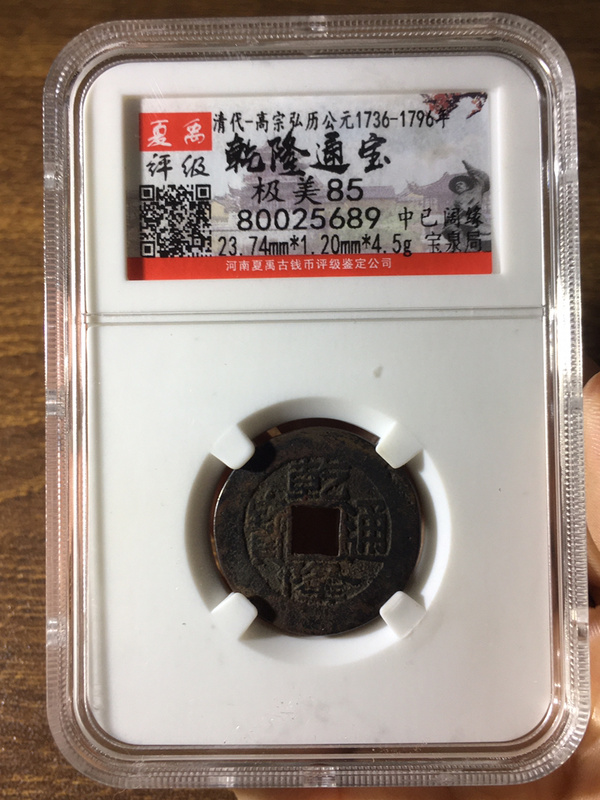 夏禹
评级
清代-高宗弘历公元1736-1796年
乾隆通宝
极美85
80025689 中已阔缘
23.74mm*1.20mm*4.5g 宝泉局
河南夏禹古钱币评级鉴定公司
乾隆通寶